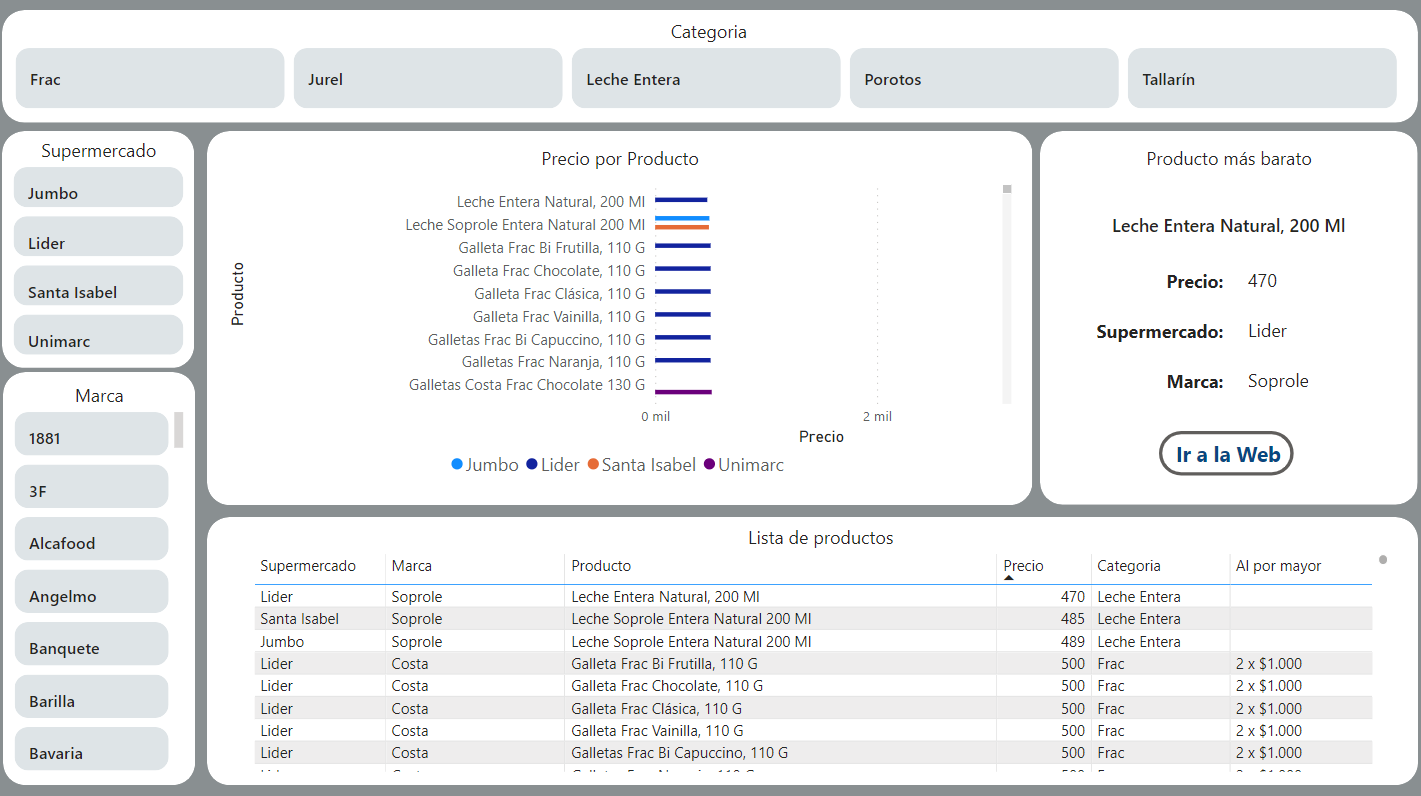 Categoria
Frac
Jurel
Leche Entera
Porotos
Tallarín
Supermercado
Jumbo
Lider
Santa Isabel
Unimarc
Marca
1881
3F
Alcafood
Angelmo
Banquete
Barilla
Bavaria
Precio por Producto
Producto
Leche Entera Natural, 200 Ml
Leche Soprole Entera Natural 200 Ml
Galleta Frac Bi Frutilla, 110 G
Galleta Frac Chocolate, 110 G
Galleta Frac Clásica, 110 G
Galleta Frac Vainilla, 110 G
Galletas Frac Bi Capuccino, 110 G
Galletas Frac Naranja, 110 G
Galletas Costa Frac Chocolate 130 G
0 mil 2 mil
Precio
Jumbo Lider Santa Isabel Unimarc
Producto más barato
Leche Entera Natural, 200 Ml
Precio: 470
Supermercado: Lider
Marca: Soprole
Ir a la Web
Lista de productos
Supermercado Marca Producto Precio Categoria Al por mayor
Lider Soprole Leche Entera Natural, 200 Ml 470 Leche Entera
Santa Isabel Soprole Leche Soprole Entera Natural 200 Ml 485 Leche Entera
Jumbo Soprole Leche Soprole Entera Natural 200 Ml 489 Leche Entera
Lider Costa Galleta Frac Bi Frutilla, 110 G 500 Frac 2 x $1.000
Lider Costa Galleta Frac Chocolate, 110 G 500 Frac 2 x $1.000
Lider Costa Galleta Frac Clásica, 110 G 500 Frac 2 x $1.000
Lider Costa Galleta Frac Vainilla, 110 G 500 Frac 2 x $1.000
Lider Costa Galletas Frac Bi Capuccino, 110 G 500 Frac 2 x $1.000